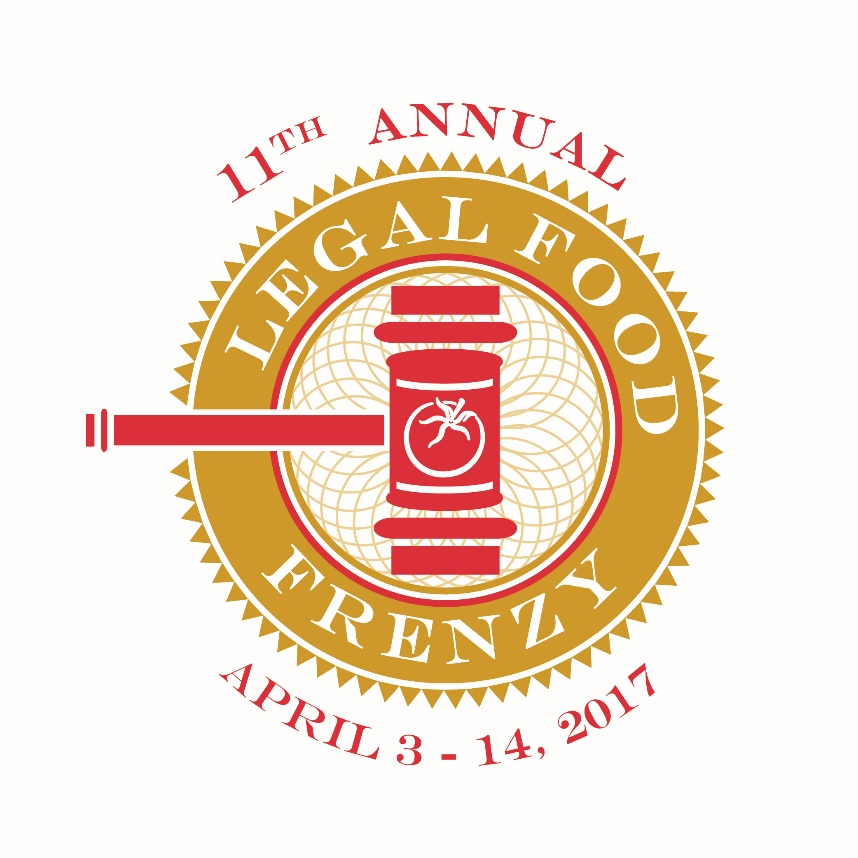 11TH ANNUAL
LEGAL FOOD
FRENZY
APRIL 3 - 14, 2017